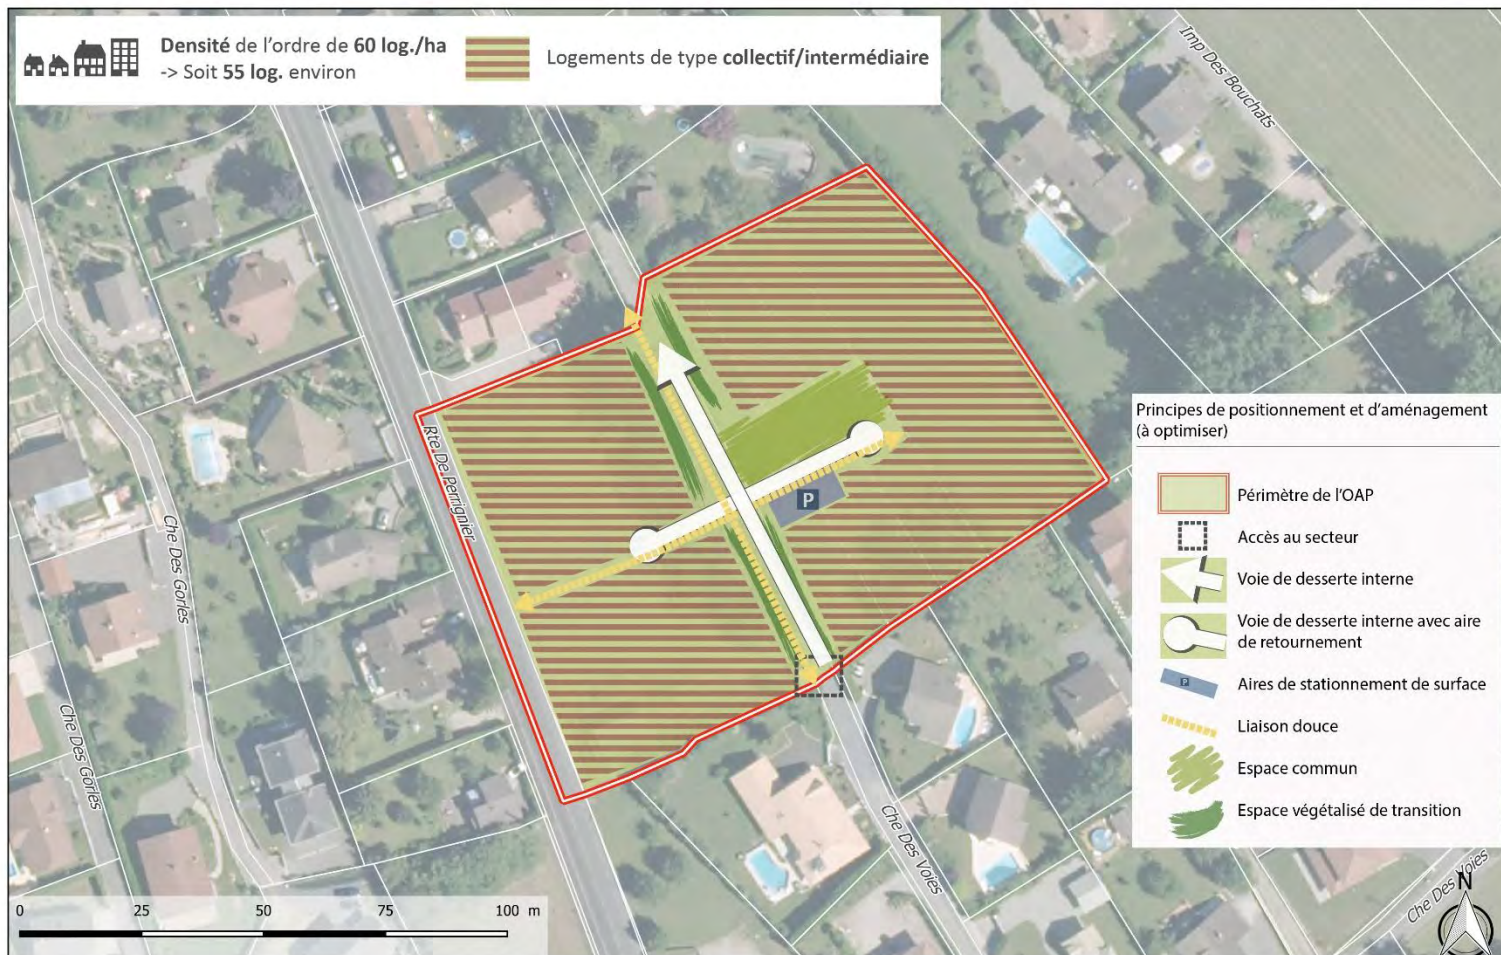 Densité de l'ordre de 60 log./ha
-> Soit 55 log. environ
Logements de type collectif/intermédiaire
Imp Des Bouchats
Rte De Perrignier
P
Che Des Gorles
Che Des Gorles
Che Des Voies
Che Des Voies
Principes de positionnement et d'aménagement
(à optimiser)
Périmètre de l'OAP
Accès au secteur
Voie de desserte interne
Voie de desserte interne avec aire
de retournement
P
Aires de stationnement de surface
Liaison douce
Espace commun
Espace végétalisé de transition
0 25 50 75 100 m
N